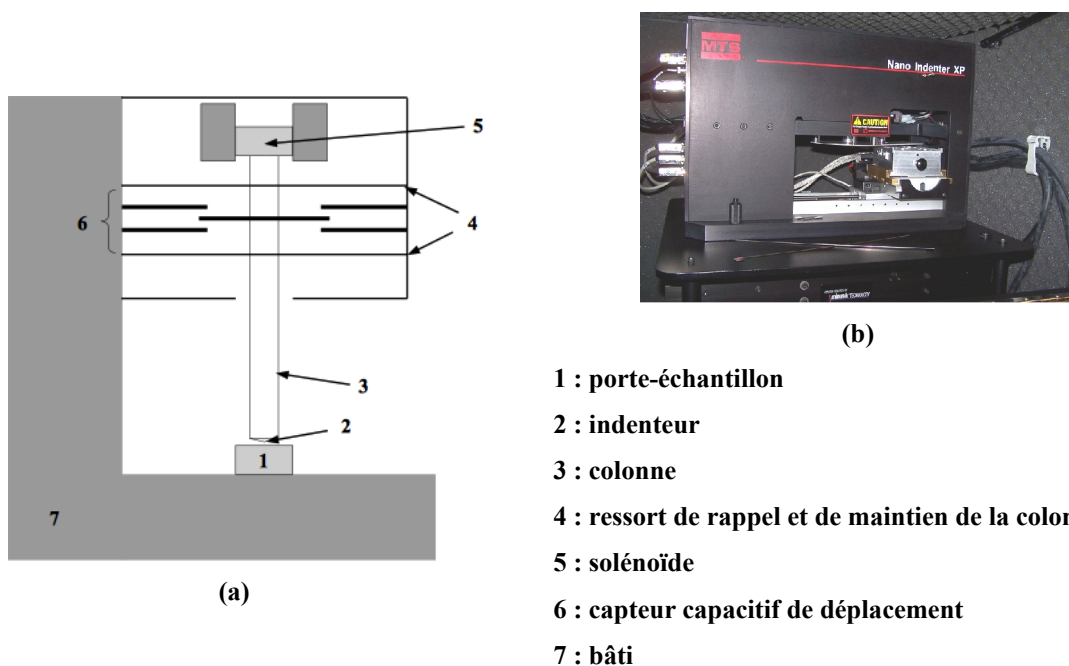 5
6
4
3
2
1
7
(a)
MTS
Nano Indenter XP
CAUTION
(b)
1 : porte-échantillon
2 : indenteur
3 : colonne
4 : ressort de rappel et de maintien de la
5 : solénoïde
6 : capteur capacitif de déplacement
7 : bâti